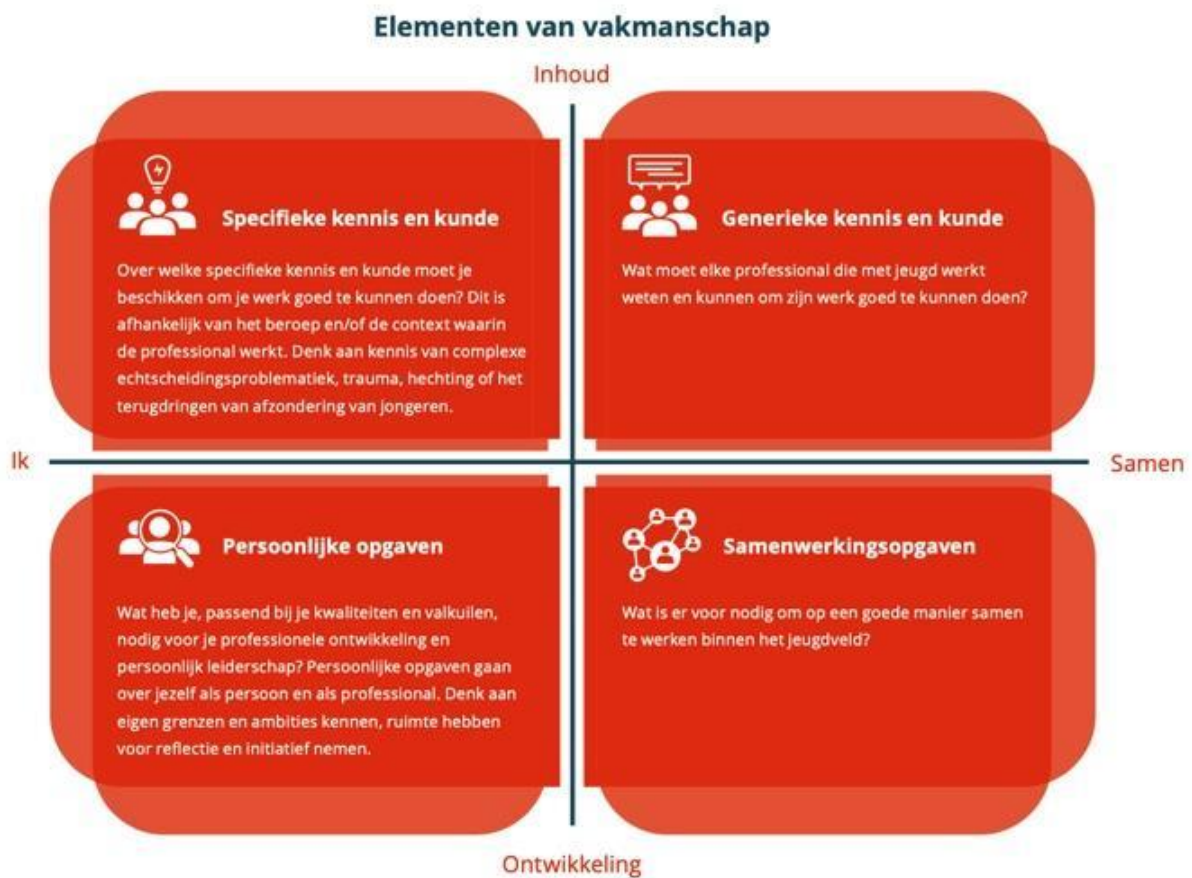 Elementen van vakmanschap
Inhoud
Specifieke kennis en kunde
Over welke specifieke kennis en kunde moet je
beschikken om je werk goed te kunnen doen? Dit is
afhankelijk van het beroep en/of de context waarin
de professional werkt. Denk aan kennis van complexe
echtscheidingsproblematiek, trauma, hechting of het
terugdringen van afzondering van jongeren.
Generieke kennis en kunde
Wat moet elke professional die met jeugd werkt
weten en kunnen om zijn werk goed te kunnen doen?
Ik
Samen
Persoonlijke opgaven
Wat heb je, passend bij je kwaliteiten en valkuilen,
nodig voor je professionele ontwikkeling en
persoonlijk leiderschap? Persoonlijke opgaven gaan
over jezelf als persoon en als professional. Denk aan
eigen grenzen en ambities kennen, ruimte hebben
voor reflectie en initiatief nemen.
Samenwerkingsopgaven
Wat is er voor nodig om op een goede manier samen
te werken binnen het jeugdveld?
Ontwikkeling